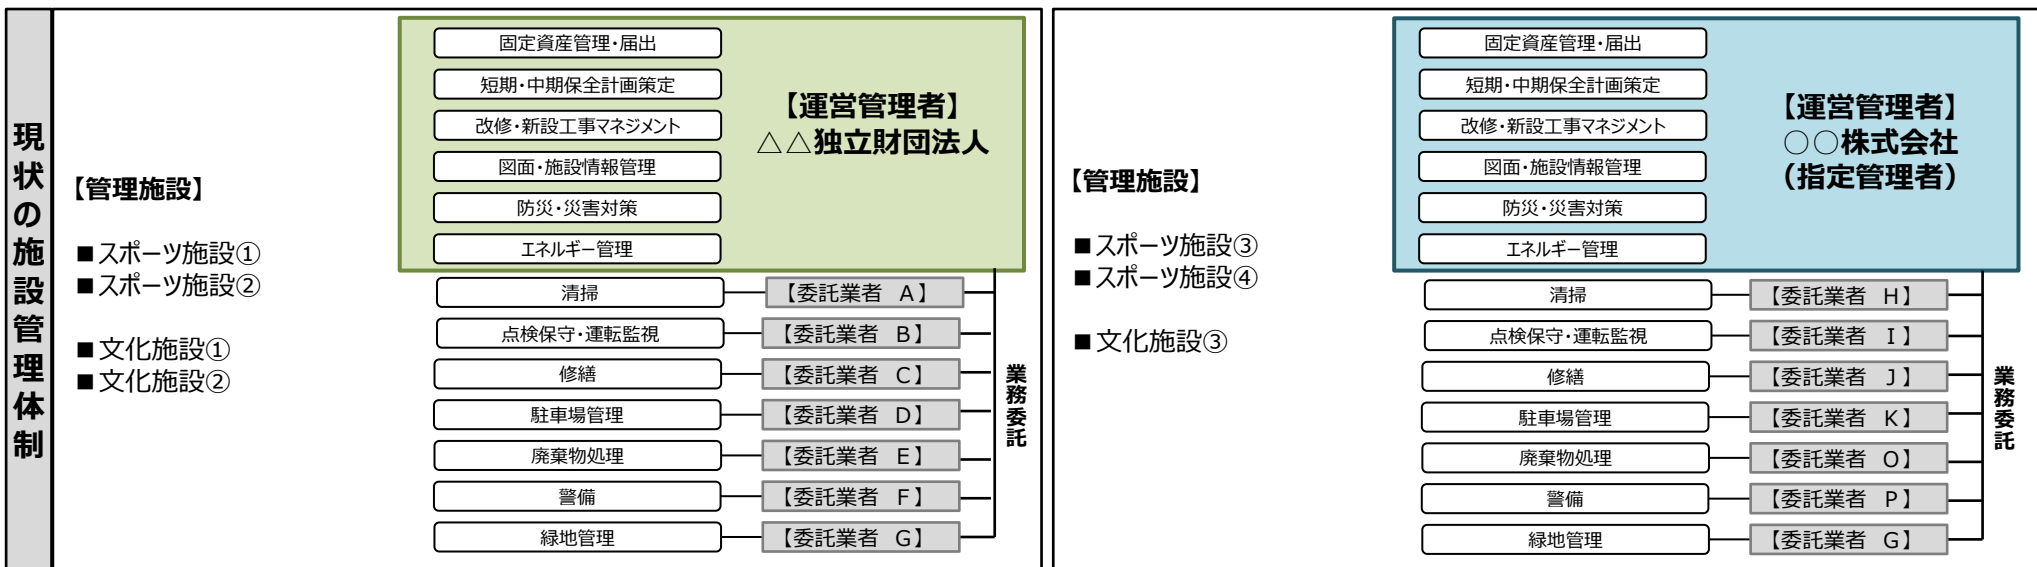 現状の施設管理体制
【管理施設】
■スポーツ施設①
■スポーツ施設②
■文化施設①
■文化施設②
固定資産管理・届出
短期・中期保全計画策定
改修・新設工事マネジメント
図面・施設情報管理
防災・災害対策
エネルギー管理
【運営管理者】
△△独立財団法人
清掃
【委託業者 A】
点検保守・運転監視
【委託業者 B】
修繕
【委託業者 C】
駐車場管理
【委託業者 D】
廃棄物処理
【委託業者 E】
警備
【委託業者 F】
緑地管理
【委託業者 G】
業務委託
【管理施設】
■スポーツ施設③
■スポーツ施設④
■文化施設③
固定資産管理・届出
短期・中期保全計画策定
改修・新設工事マネジメント
図面・施設情報管理
防災・災害対策
エネルギー管理
【運営管理者】
○○株式会社
（指定管理者）
清掃
【委託業者 H】
点検保守・運転監視
【委託業者 I】
修繕
【委託業者 J】
駐車場管理
【委託業者 K】
廃棄物処理
【委託業者 O】
警備
【委託業者 P】
緑地管理
【委託業者 G】
業務委託